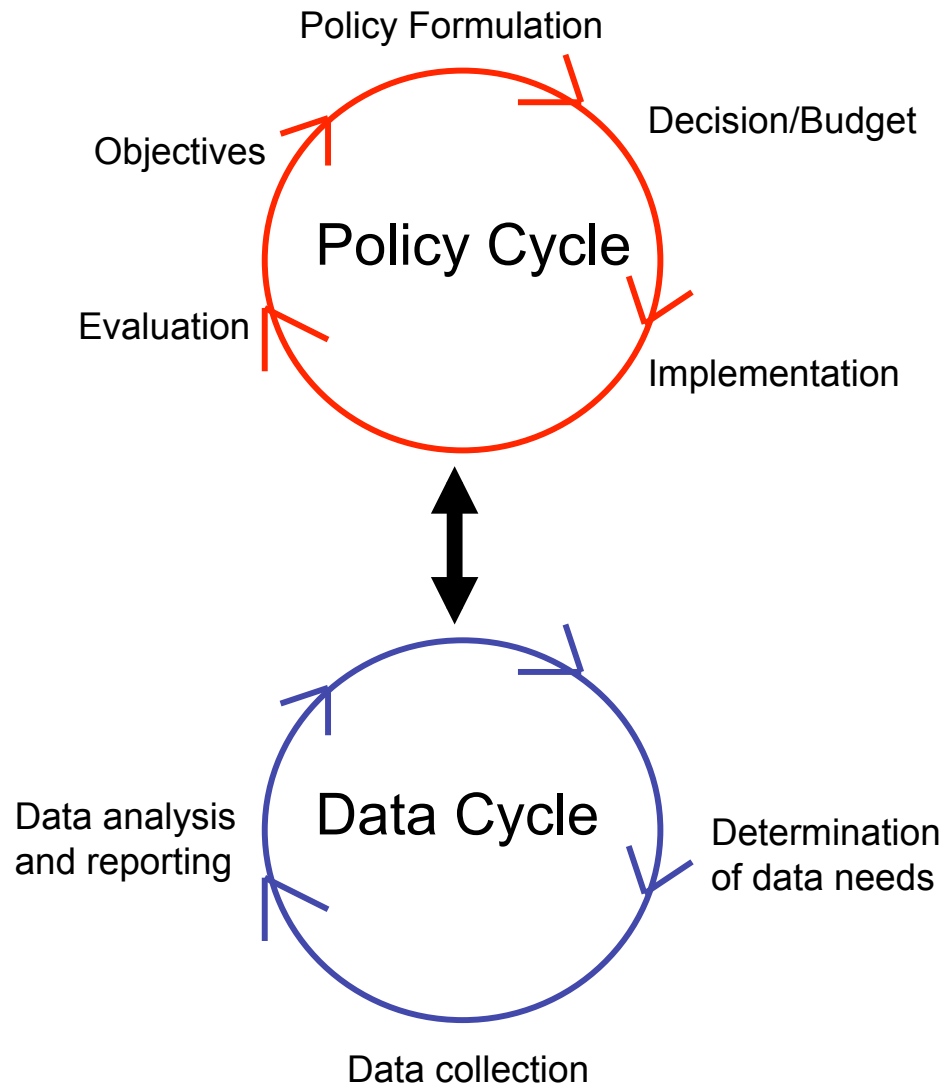 Policy Formulation
Decision/Budget
Objectives
Policy Cycle
Evaluation
Implementation
Data Cycle
Data analysis
and reporting
Determination
of data needs
Data collection